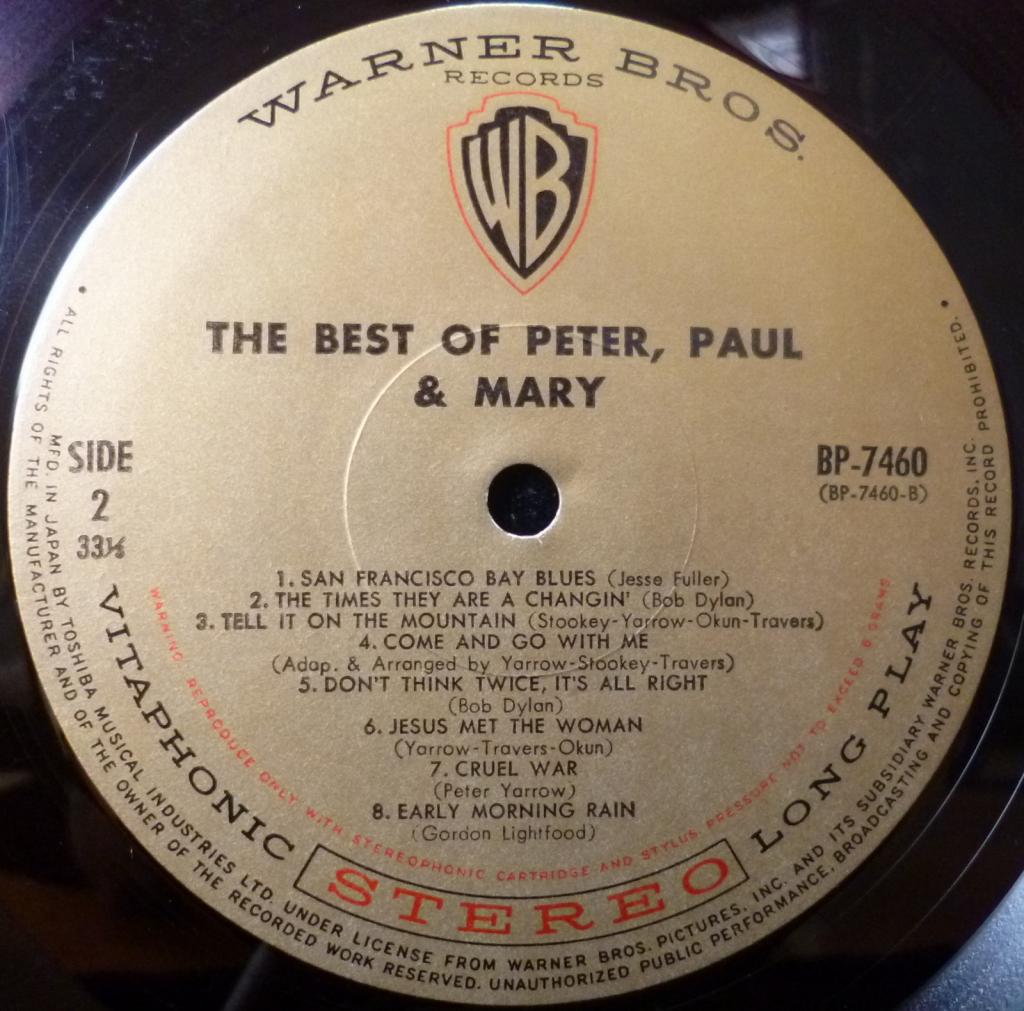 WARNER BROS.
RECORDS
WB
THE BEST OF PETER, PAUL
& MARY
SIDE
2
33⅓
BP-7460
(BP-7460-B)
1. SAN FRANCISCO BAY BLUES (Jesse Fuller)
2. THE TIMES THEY ARE A CHANGIN' (Bob Dylan)
3. TELL IT ON THE MOUNTAIN (Stookey-Yarrow-Okun-Travers)
4. COME AND GO WITH ME
(Adap. & Arranged by Yarrow-Stookey-Travers)
5. DON'T THINK TWICE, IT'S ALL RIGHT
(Bob Dylan)
6. JESUS MET THE WOMAN
(Yarrow-Travers-Okun)
7. CRUEL WAR
(Peter Yarrow)
8. EARLY MORNING RAIN
(Gordon Lightfood)
WARNING REPRODUCE ONLY WITH STEREOPHONIC CARTRIDGE AND STYLUS, PRESSURE NOT TO EXCEED 6 GRAMS
VITAPHONIC STEREO LONG PLAY
MFD. IN JAPAN BY TOSHIBA MUSICAL INDUSTRIES LTD. UNDER LICENSE FROM WARNER BROS. PICTURES, INC. AND ITS SUBSIDIARY WARNER BROS. RECORDS, INC.
• ALL RIGHTS OF THE MANUFACTURER AND OF THE OWNER OF THE RECORDED WORK RESERVED. UNAUTHORIZED PUBLIC PERFORMANCE, BROADCASTING AND COPYING OF THIS RECORD PROHIBITED. •